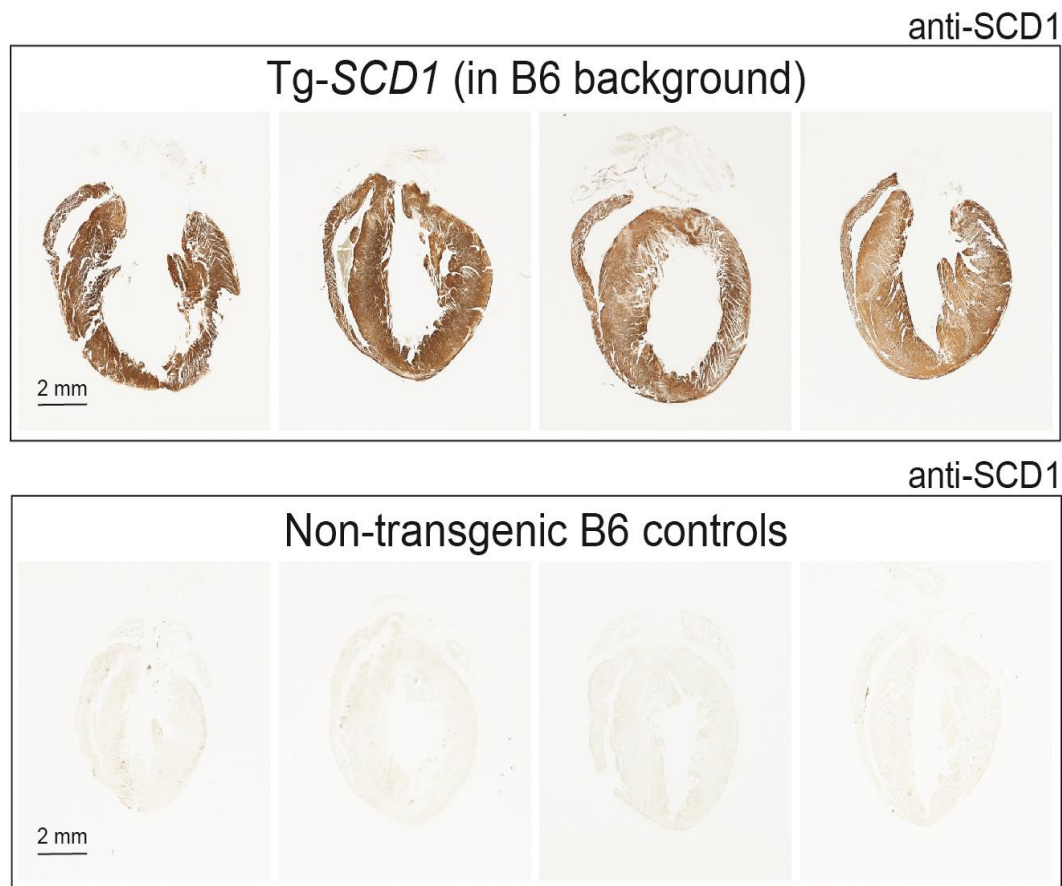 anti-SCD1
Tg-SCD1 (in B6 background)
2 mm
anti-SCD1
Non-transgenic B6 controls
2 mm